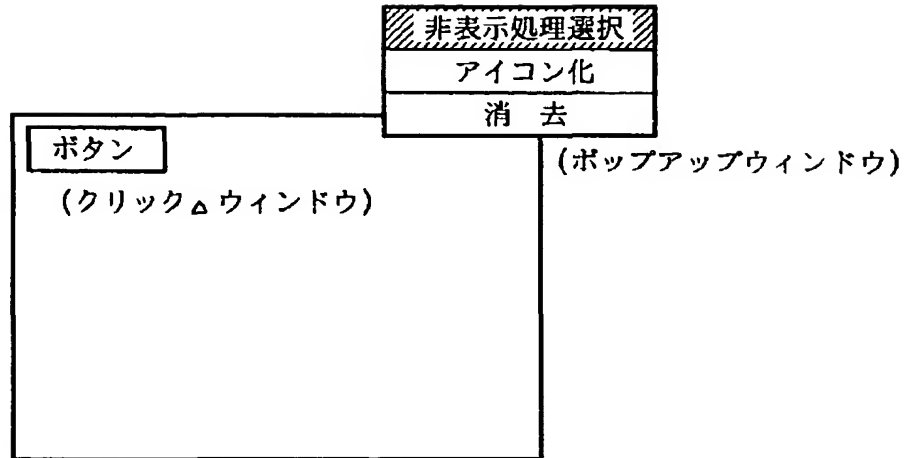 非表示処理選択
アイコン化
消 去
ボタン
(ポップアップウィンドウ)
(クリック△ウィンドウ)